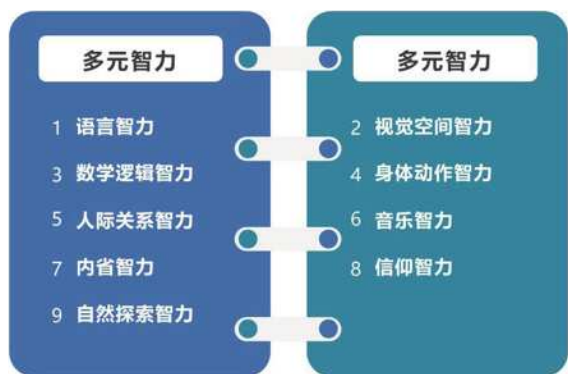 多元智力
1 语言智力
3 数学逻辑智力
5 人际关系智力
7 内省智力
9 自然探索智力
多元智力
2 视觉空间智力
4 身体动作智力
6 音乐智力
8 信仰智力